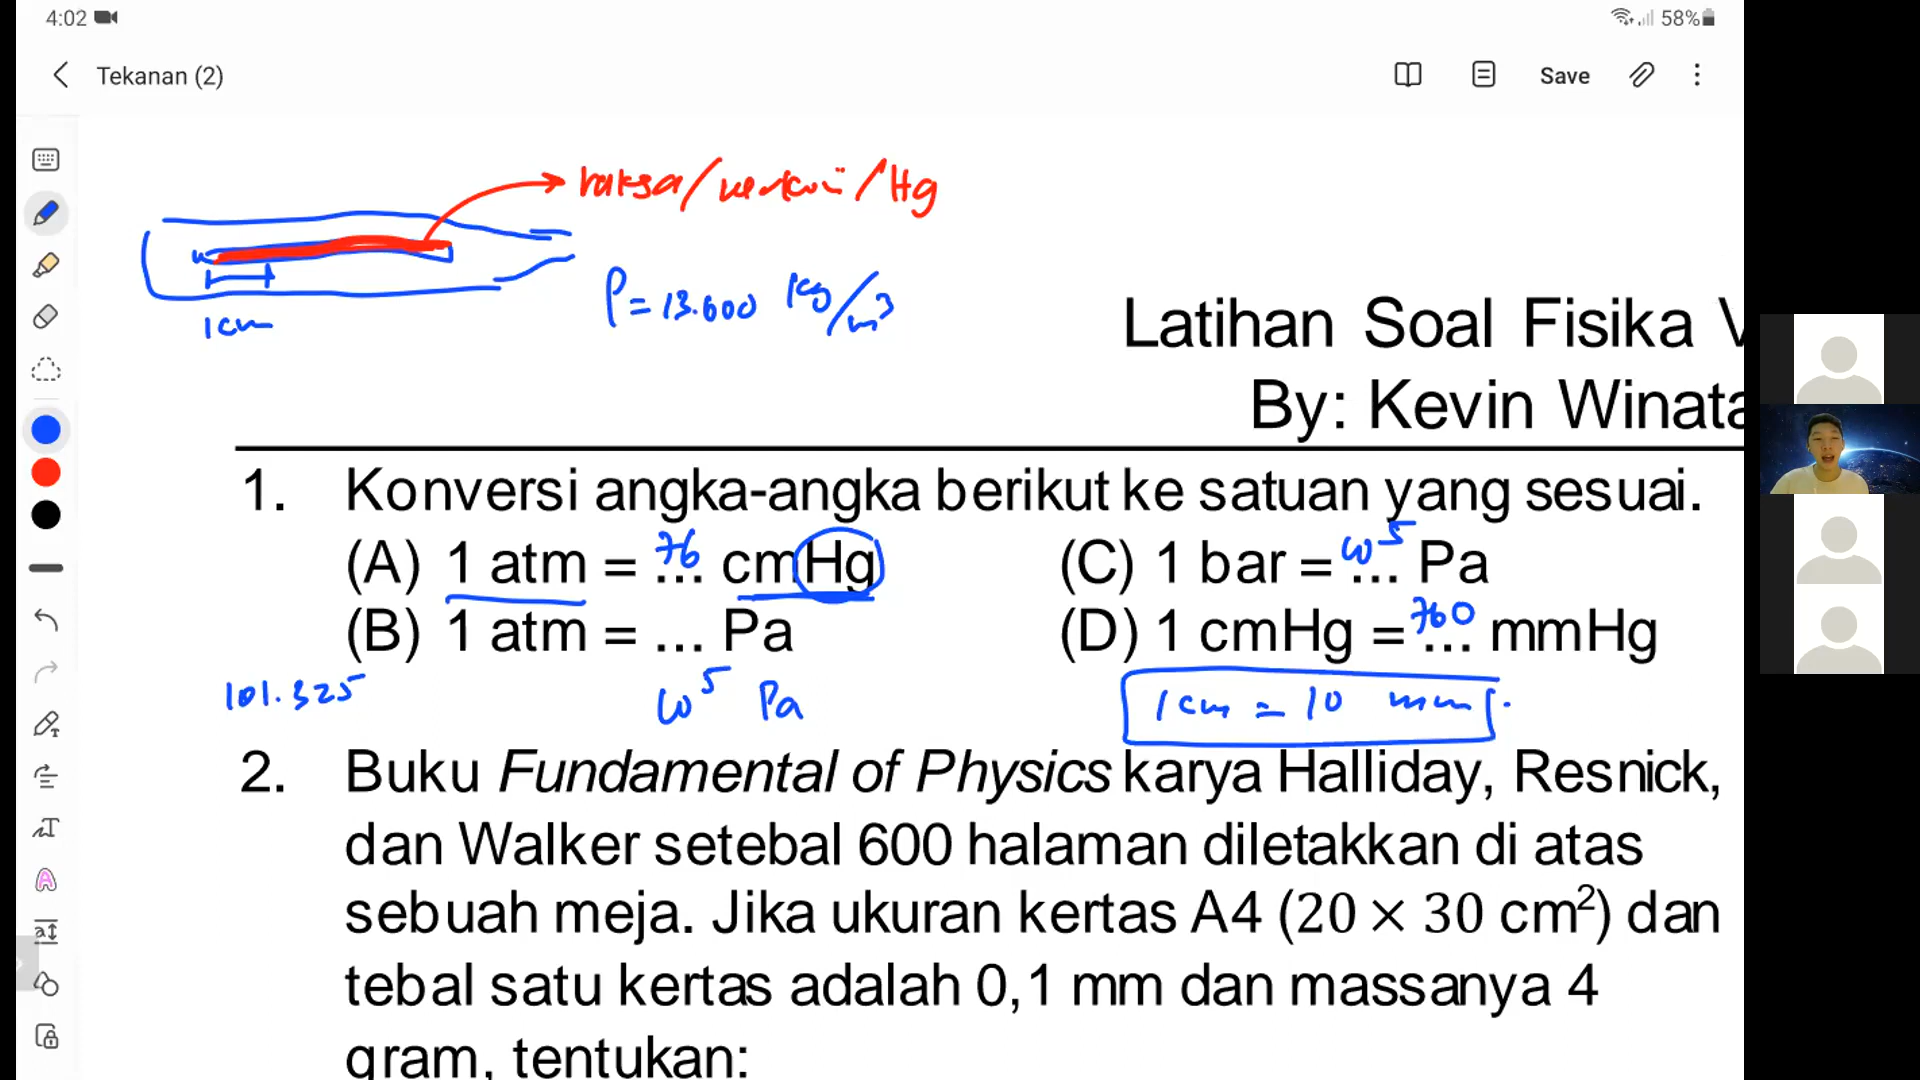 4:02
58%
Tekanan (2)
Save
raksa/merkuri/Hg
1 cm
ρ = 13.600 kg/m³
Latihan Soal Fisika
By: Kevin Winata
1. Konversi angka-angka berikut ke satuan yang sesuai.
(A) 1 atm = ... 76 cmHg
(C) 1 bar = ... 10⁵ Pa
(B) 1 atm = ... Pa
(D) 1 cmHg = ... 760 mmHg
101.325
10⁵ Pa
1 cm = 10 mm
2. Buku Fundamental of Physics karya Halliday, Resnick,
dan Walker setebal 600 halaman diletakkan di atas
sebuah meja. Jika ukuran kertas A4 (20 × 30 cm²) dan
tebal satu kertas adalah 0,1 mm dan massanya 4
gram, tentukan: